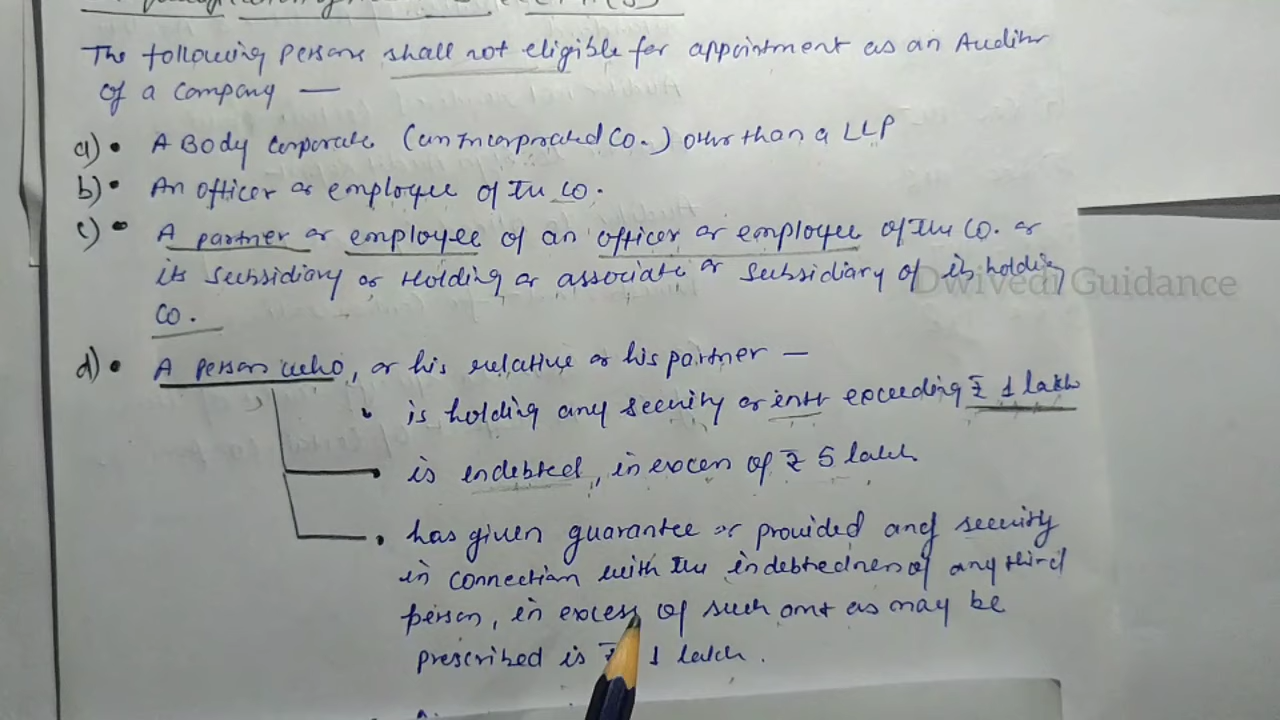 The following persons shall not eligible for appointment as an Auditor
of a Company —
a) • A Body Corporate (an Incorporated Co.) other than a LLP
b) • An officer or employee of the co.
c) • A partner or employee of an officer or employee of the Co. or
its subsidiary or Holding or associate or subsidiary of its holding
Co.
Dwivedi Guidance
d) • A person who, or his relative or his partner —
• is holding any security or intt exceeding ₹ 1 lakh
• is indebted, in excess of ₹ 5 lakh
• has given guarantee or provided any security
in connection with the indebtedness of any third
person, in excess of such amt as may be
prescribed is ₹ 1 lakh.